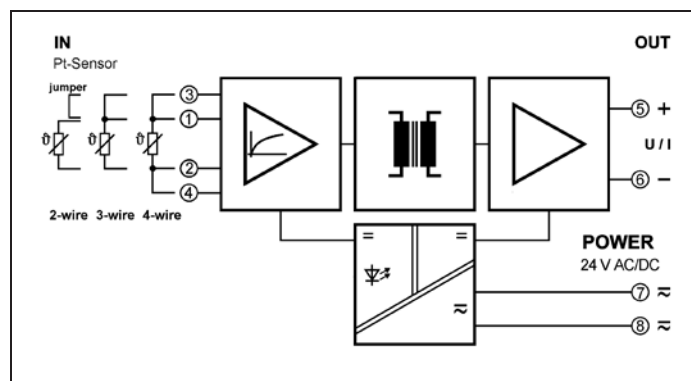 IN
OUT
Pt-Sensor
jumper
3
1
2
4
ϑ
ϑ
ϑ
2-wire 3-wire 4-wire
5 +
U / I
6 −
=
=
≂
POWER
24 V AC/DC
7 ≂
8 ≂